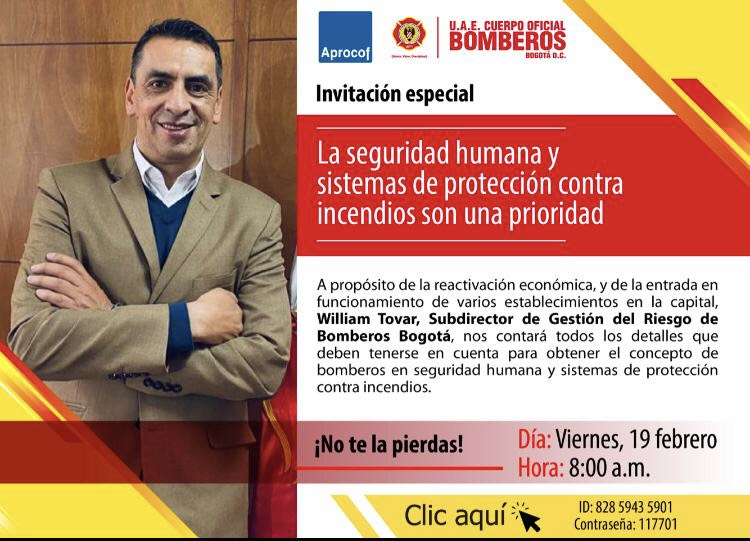 Aprocof
U.A.E. CUERPO OFICIAL
BOMBEROS
BOGOTÁ D.C.
Invitación especial
La seguridad humana y
sistemas de protección contra
incendios son una prioridad
A propósito de la reactivación económica, y de la entrada en
funcionamiento de varios establecimientos en la capital,
William Tovar, Subdirector de Gestión del Riesgo de
Bomberos Bogotá, nos contará todos los detalles que
deben tenerse en cuenta para obtener el concepto de
bomberos en seguridad humana y sistemas de protección
contra incendios.
¡No te la pierdas!
Día: Viernes, 19 febrero
Hora: 8:00 a.m.
Clic aquí
ID: 828 5943 5901
Contraseña: 117701